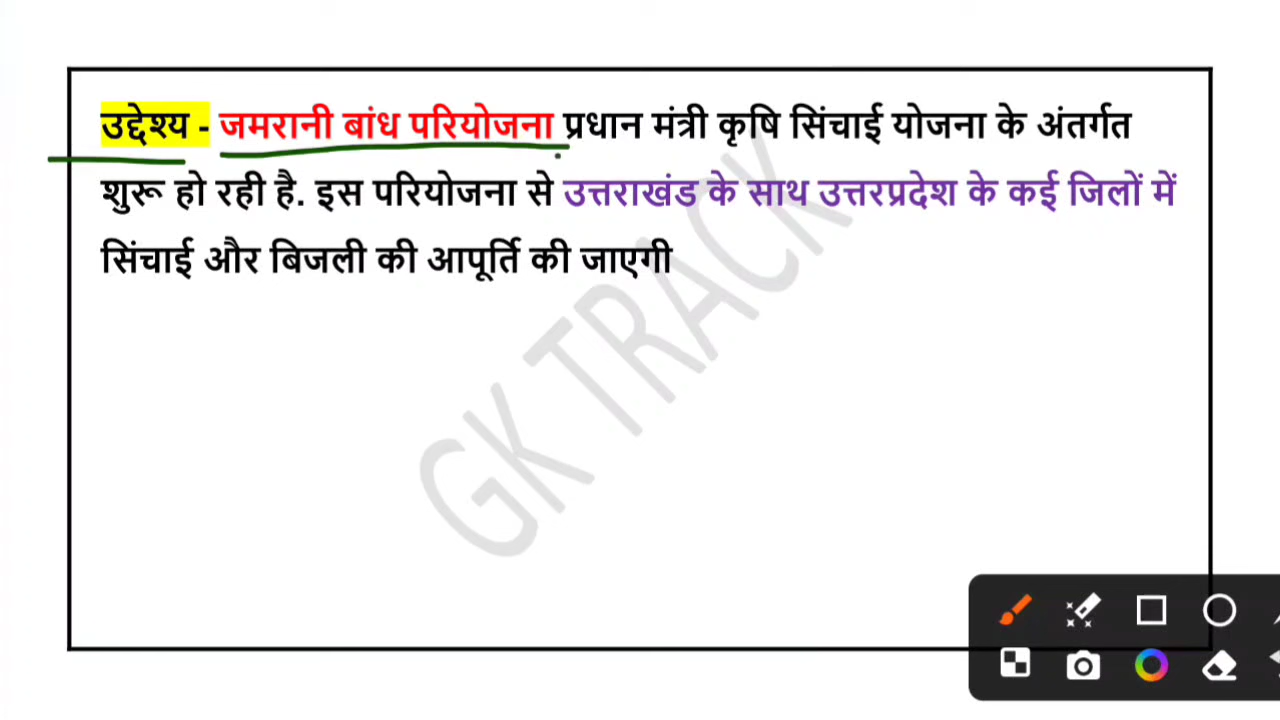 उद्देश्य - जमरानी बांध परियोजना प्रधान मंत्री कृषि सिंचाई योजना के अंतर्गत
शुरू हो रही है. इस परियोजना से उत्तराखंड के साथ उत्तरप्रदेश के कई जिलों में
सिंचाई और बिजली की आपूर्ति की जाएगी
GK TRACK